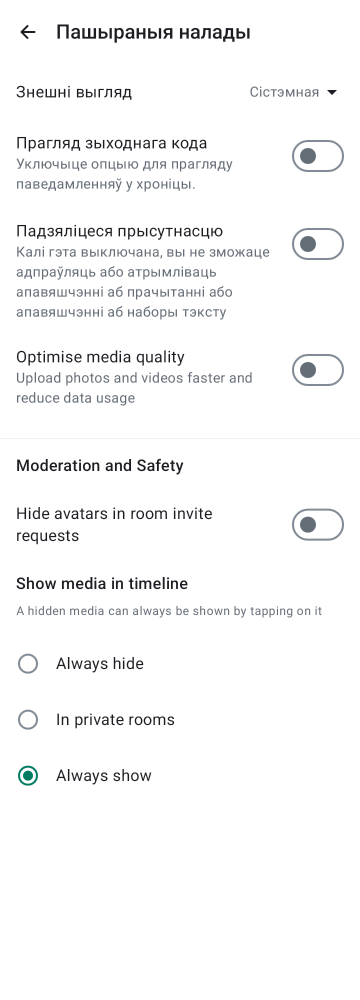 Пашыраныя налады
Знешні выгляд
Сістэмная
Прагляд зыходнага кода
Уключыце опцыю для прагляду
паведамленняў у хроніцы.
Падзяліцеся прысутнасцю
Калі гэта выключана, вы не зможаце
адпраўляць або атрымліваць
апавяшчэнні аб прачытанні або
апавяшчэнні аб наборы тэксту
Optimise media quality
Upload photos and videos faster and
reduce data usage
Moderation and Safety
Hide avatars in room invite
requests
Show media in timeline
A hidden media can always be shown by tapping on it
Always hide
In private rooms
Always show